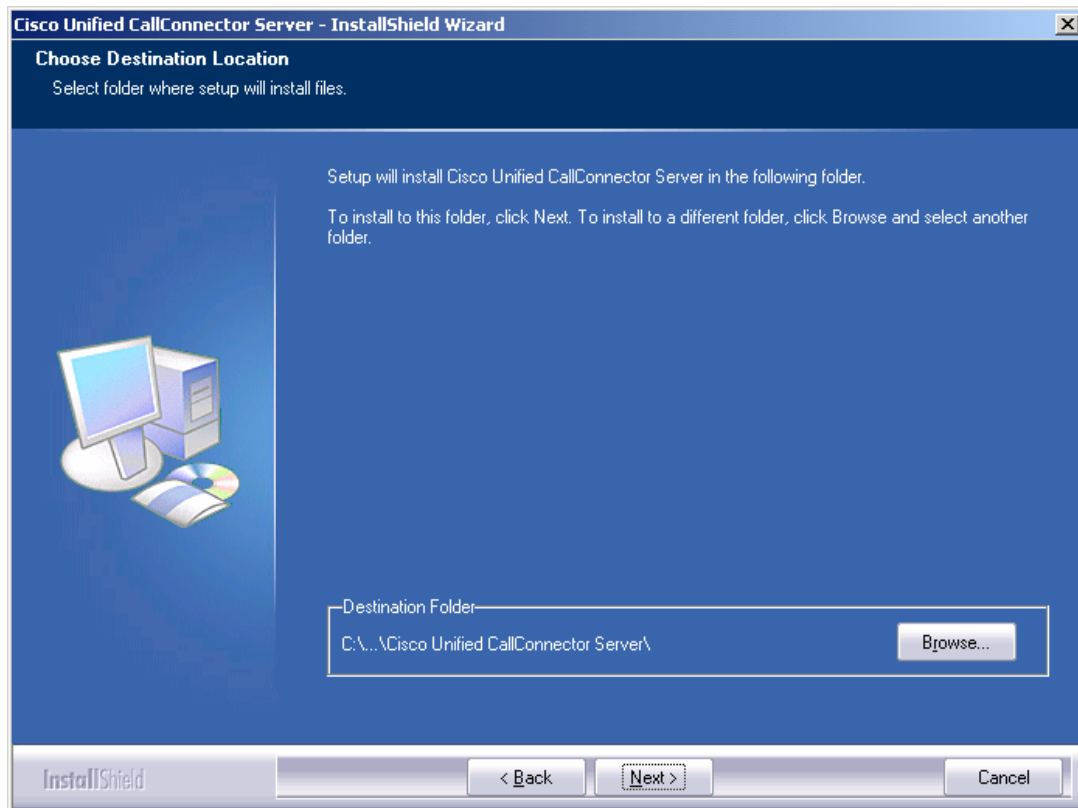 Cisco Unified CallConnector Server - InstallShield Wizard
Choose Destination Location
Select folder where setup will install files.
Setup will install Cisco Unified CallConnector Server in the following folder.
To install to this folder, click Next. To install to a different folder, click Browse and select another
folder.
Destination Folder
C:\...\Cisco Unified CallConnector Server\
Browse...
InstallShield
< Back
Next >
Cancel